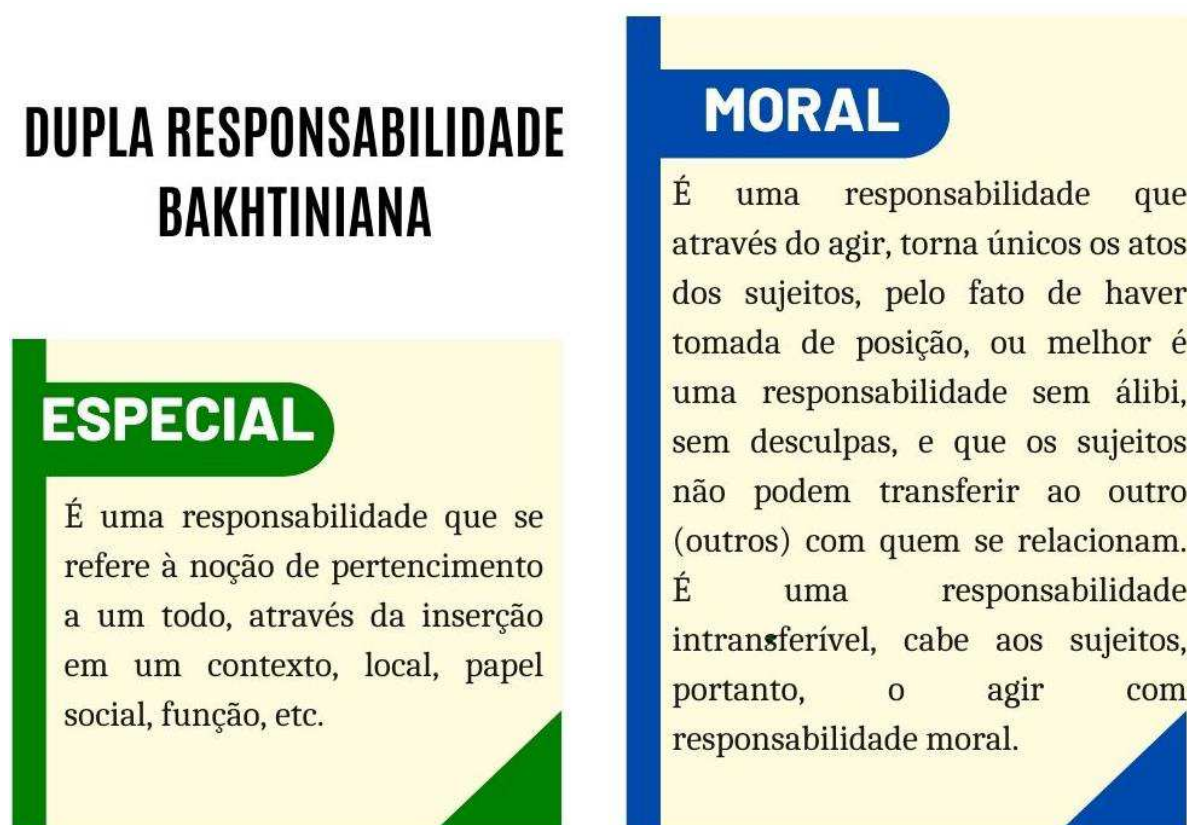 DUPLA RESPONSABILIDADE
BAKHTINIANA
ESPECIAL
É uma responsabilidade que se
refere à noção de pertencimento
a um todo, através da inserção
em um contexto, local, papel
social, função, etc.
MORAL
É uma responsabilidade que
através do agir, torna únicos os atos
dos sujeitos, pelo fato de haver
tomada de posição, ou melhor é
uma responsabilidade sem álibi,
sem desculpas, e que os sujeitos
não podem transferir ao outro
(outros) com quem se relacionam.
É uma responsabilidade
intransferível, cabe aos sujeitos,
portanto, o agir com
responsabilidade moral.